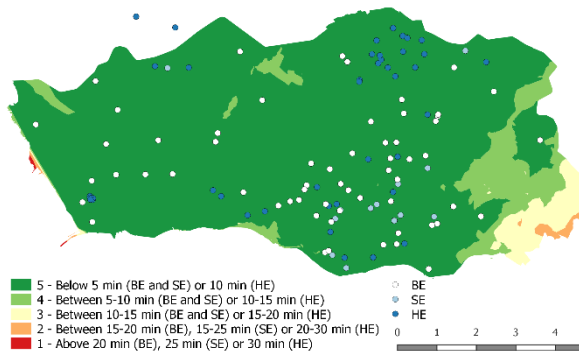 5 - Below 5 min (BE and SE) or 10 min (HE)
4 - Between 5-10 min (BE and SE) or 10-15 min (HE)
3 - Between 10-15 min (BE and SE) or 15-20 min (HE)
2 - Between 15-20 min (BE), 15-25 min (SE) or 20-30 min (HE)
1 - Above 20 min (BE), 25 min (SE) or 30 min (HE)
BE
SE
HE
0 1 2 3 4